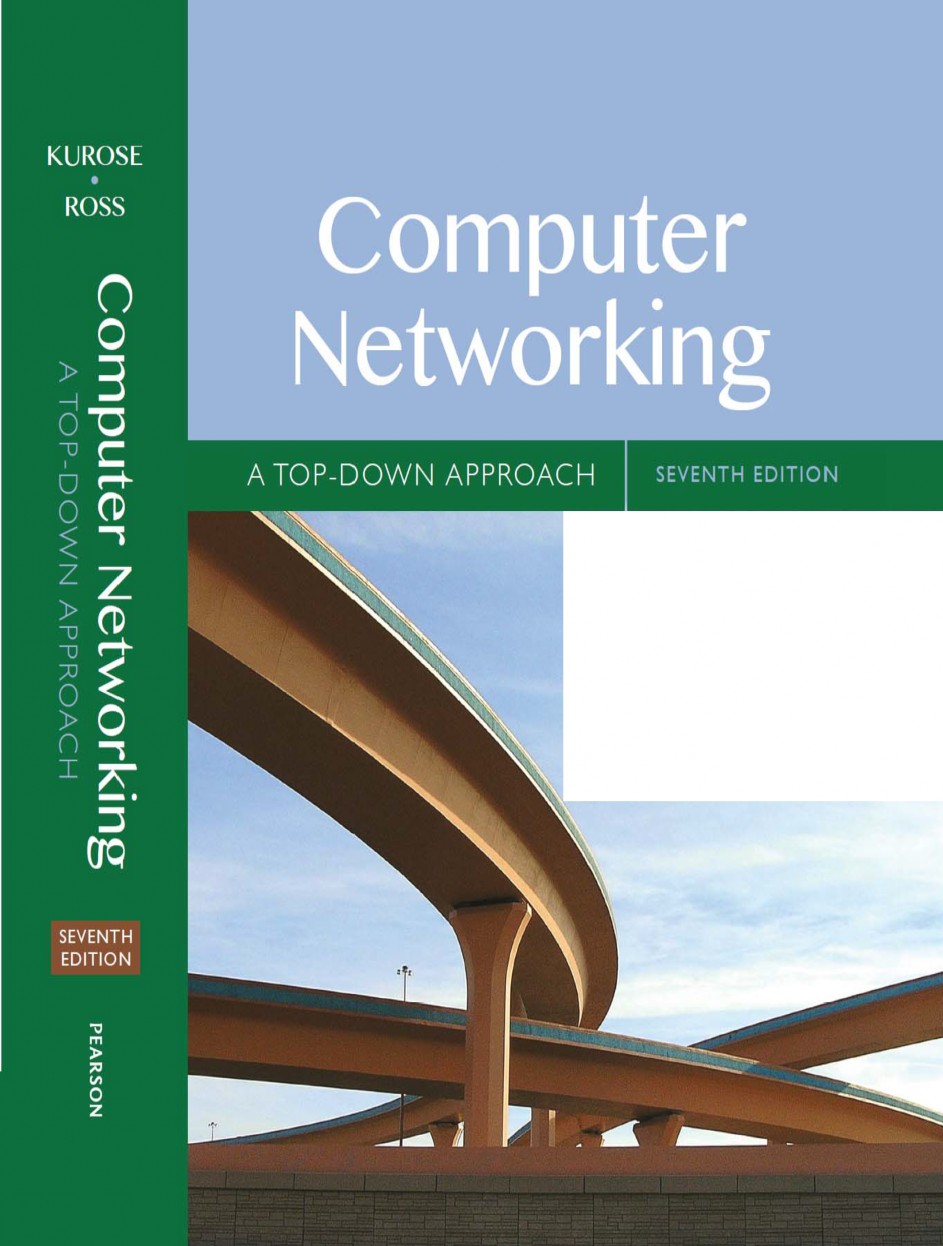 KUROSE
•
ROSS
Computer Networking
A TOP-DOWN APPROACH
SEVENTH
EDITION
PEARSON
Computer
Networking
A TOP-DOWN APPROACH
SEVENTH EDITION